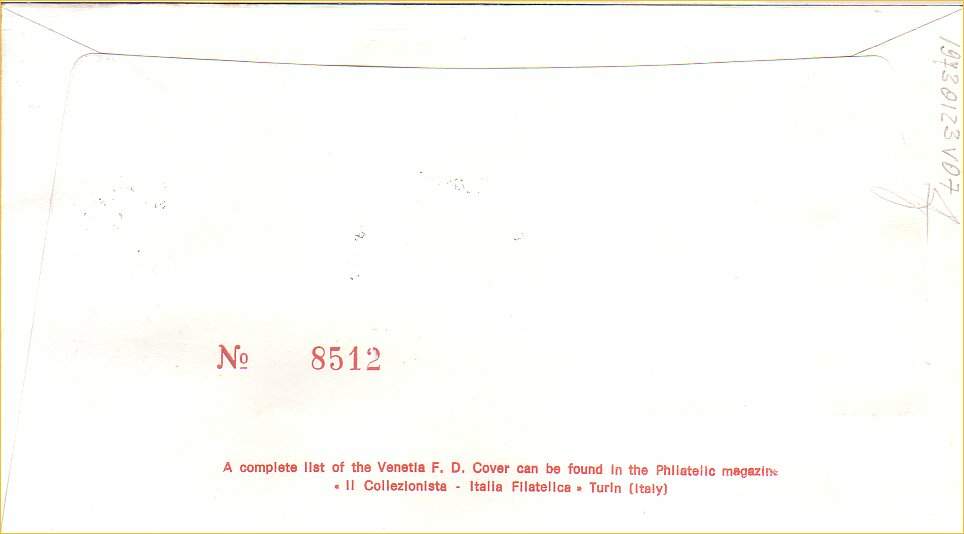 19730123V07
Nº 8512
A complete list of the Venetia F. D. Cover can be found in the Philatelic magazine
« Il Collezionista - Italia Filatelica » Turin (Italy)